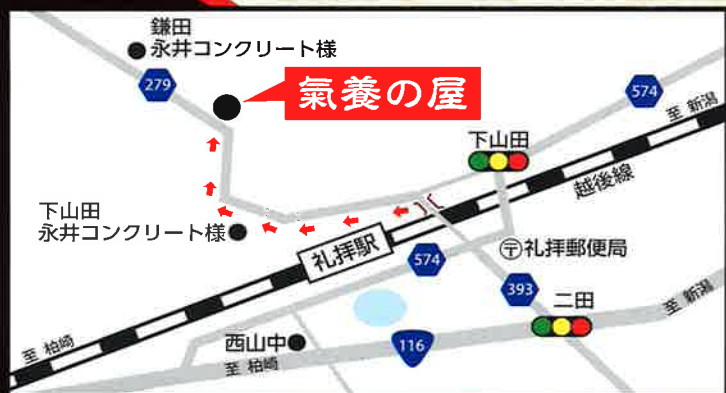 鎌田
永井コンクリート様
279
氣養の屋
574
至 新潟
下山田
越後線
下山田
永井コンクリート様
礼拝駅
574
〒礼拝郵便局
393
二田
至 新潟
至 柏崎
西山中
116
至 柏崎